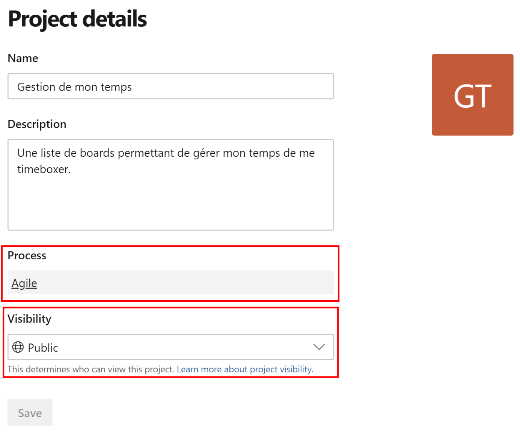 Project details
Name
Gestion de mon temps
GT
Description
Une liste de boards permettant de gérer mon temps de me
timeboxer.
Process
Agile
Visibility
Public
This determines who can view this project. Learn more about project visibility.
Save